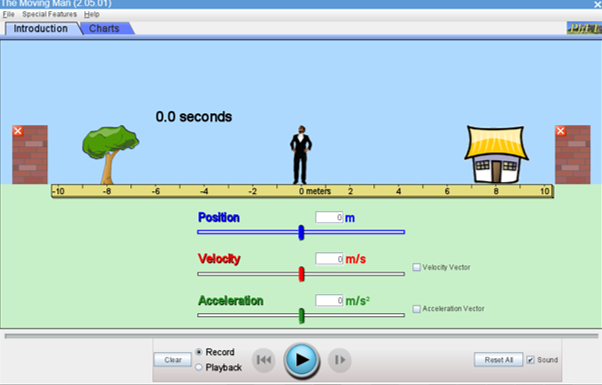 The Moving Man (2.05.01)
File Special Features Help
Introduction Charts
0.0 seconds
-10 -8 -6 -4 -2 0 meters 2 4 6 8 10
Position 0 m
Velocity 0 m/s Velocity Vector
Acceleration 0 m/s² Acceleration Vector
Clear Record Reset All Sound
Playback